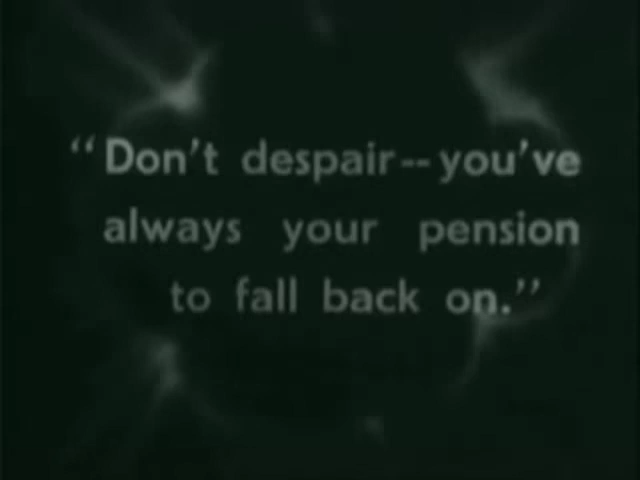 “Don't despair--you've
always your pension
to fall back on.”